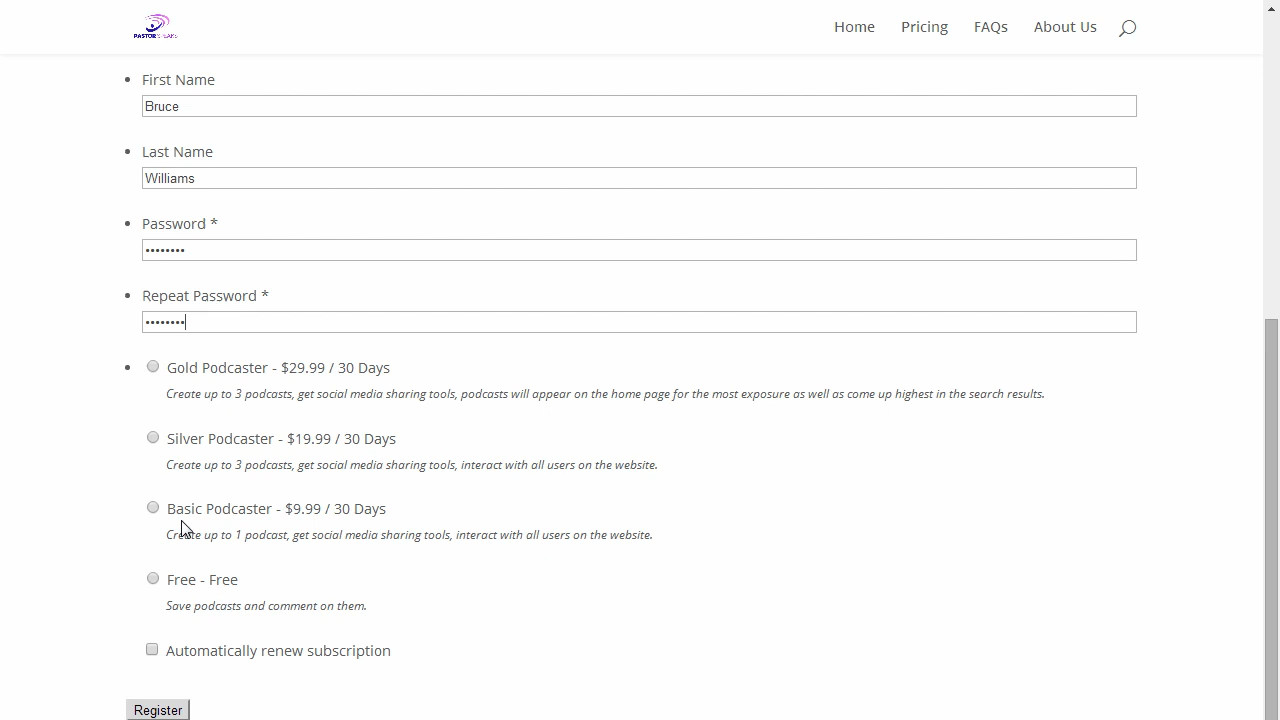 Home Pricing FAQs About Us
First Name
Bruce
Last Name
Williams
Password *
••••••••
Repeat Password *
••••••••
Gold Podcaster - $29.99 / 30 Days
Create up to 3 podcasts, get social media sharing tools, podcasts will appear on the home page for the most exposure as well as come up highest in the search results.
Silver Podcaster - $19.99 / 30 Days
Create up to 3 podcasts, get social media sharing tools, interact with all users on the website.
Basic Podcaster - $9.99 / 30 Days
Create up to 1 podcast, get social media sharing tools, interact with all users on the website.
Free - Free
Save podcasts and comment on them.
Automatically renew subscription
Register